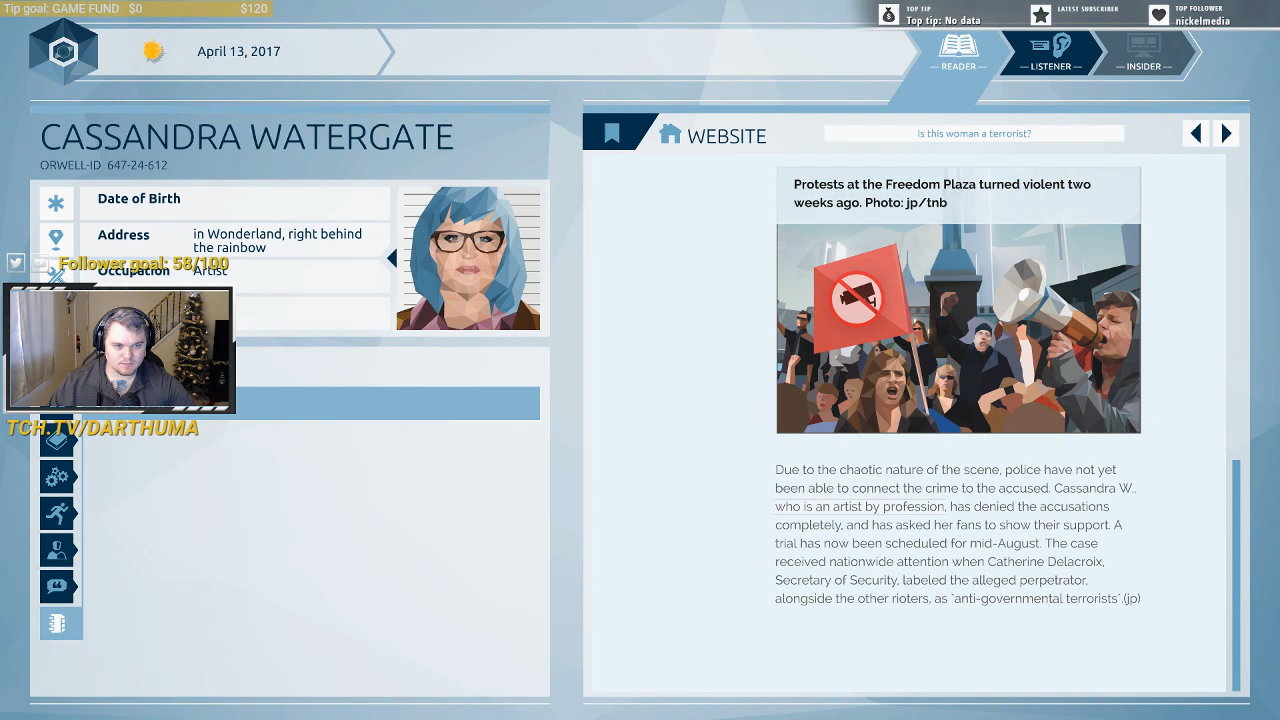 Tip goal: GAME FUND $0 $120
TOP TIP
Top tip: No data
LATEST SUBSCRIBER
TOP FOLLOWER
nickelmedia
April 13, 2017
— READER —
— LISTENER —
— INSIDER —
CASSANDRA WATERGATE
ORWELL-ID 647-24-612
Date of Birth
Address in Wonderland, right behind
the rainbow
Occupation Artist
Follower goal: 58/100
TCH.TV/DARTHUMA
WEBSITE
Is this woman a terrorist?
Protests at the Freedom Plaza turned violent two
weeks ago. Photo: jp/tnb
Due to the chaotic nature of the scene, police have not yet
been able to connect the crime to the accused. Cassandra W.,
who is an artist by profession, has denied the accusations
completely, and has asked her fans to show their support. A
trial has now been scheduled for mid-August. The case
received nationwide attention when Catherine Delacroix,
Secretary of Security, labeled the alleged perpetrator,
alongside the other rioters, as `anti-governmental terrorists´.(jp)